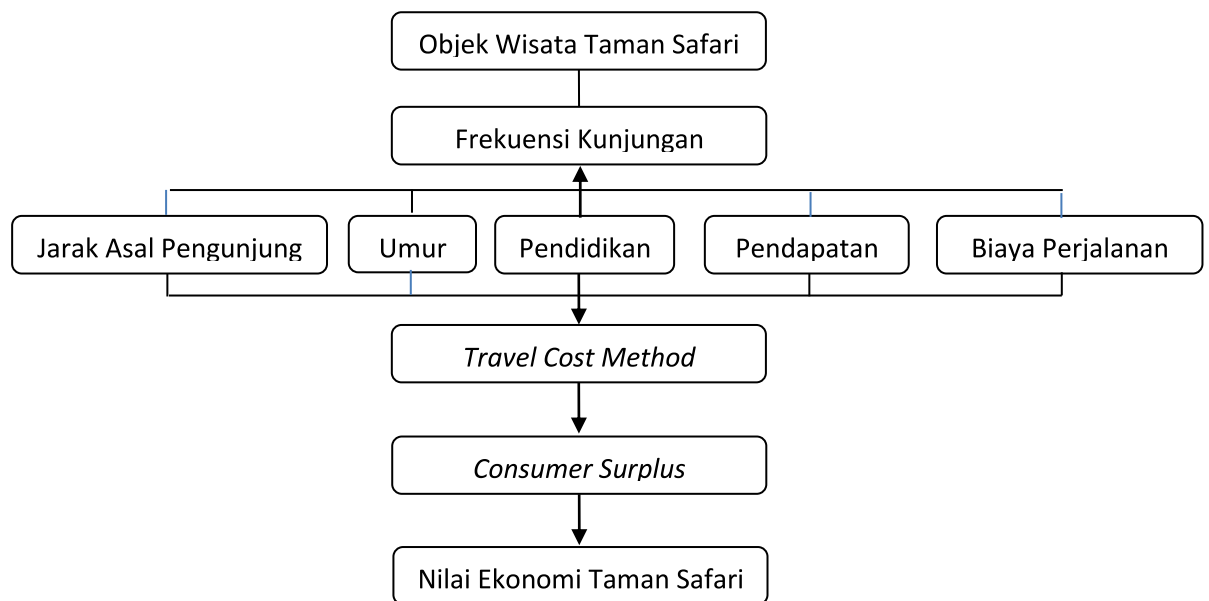 Objek Wisata Taman Safari
Frekuensi Kunjungan
Jarak Asal Pengunjung
Umur
Pendidikan
Pendapatan
Biaya Perjalanan
Travel Cost Method
Consumer Surplus
Nilai Ekonomi Taman Safari